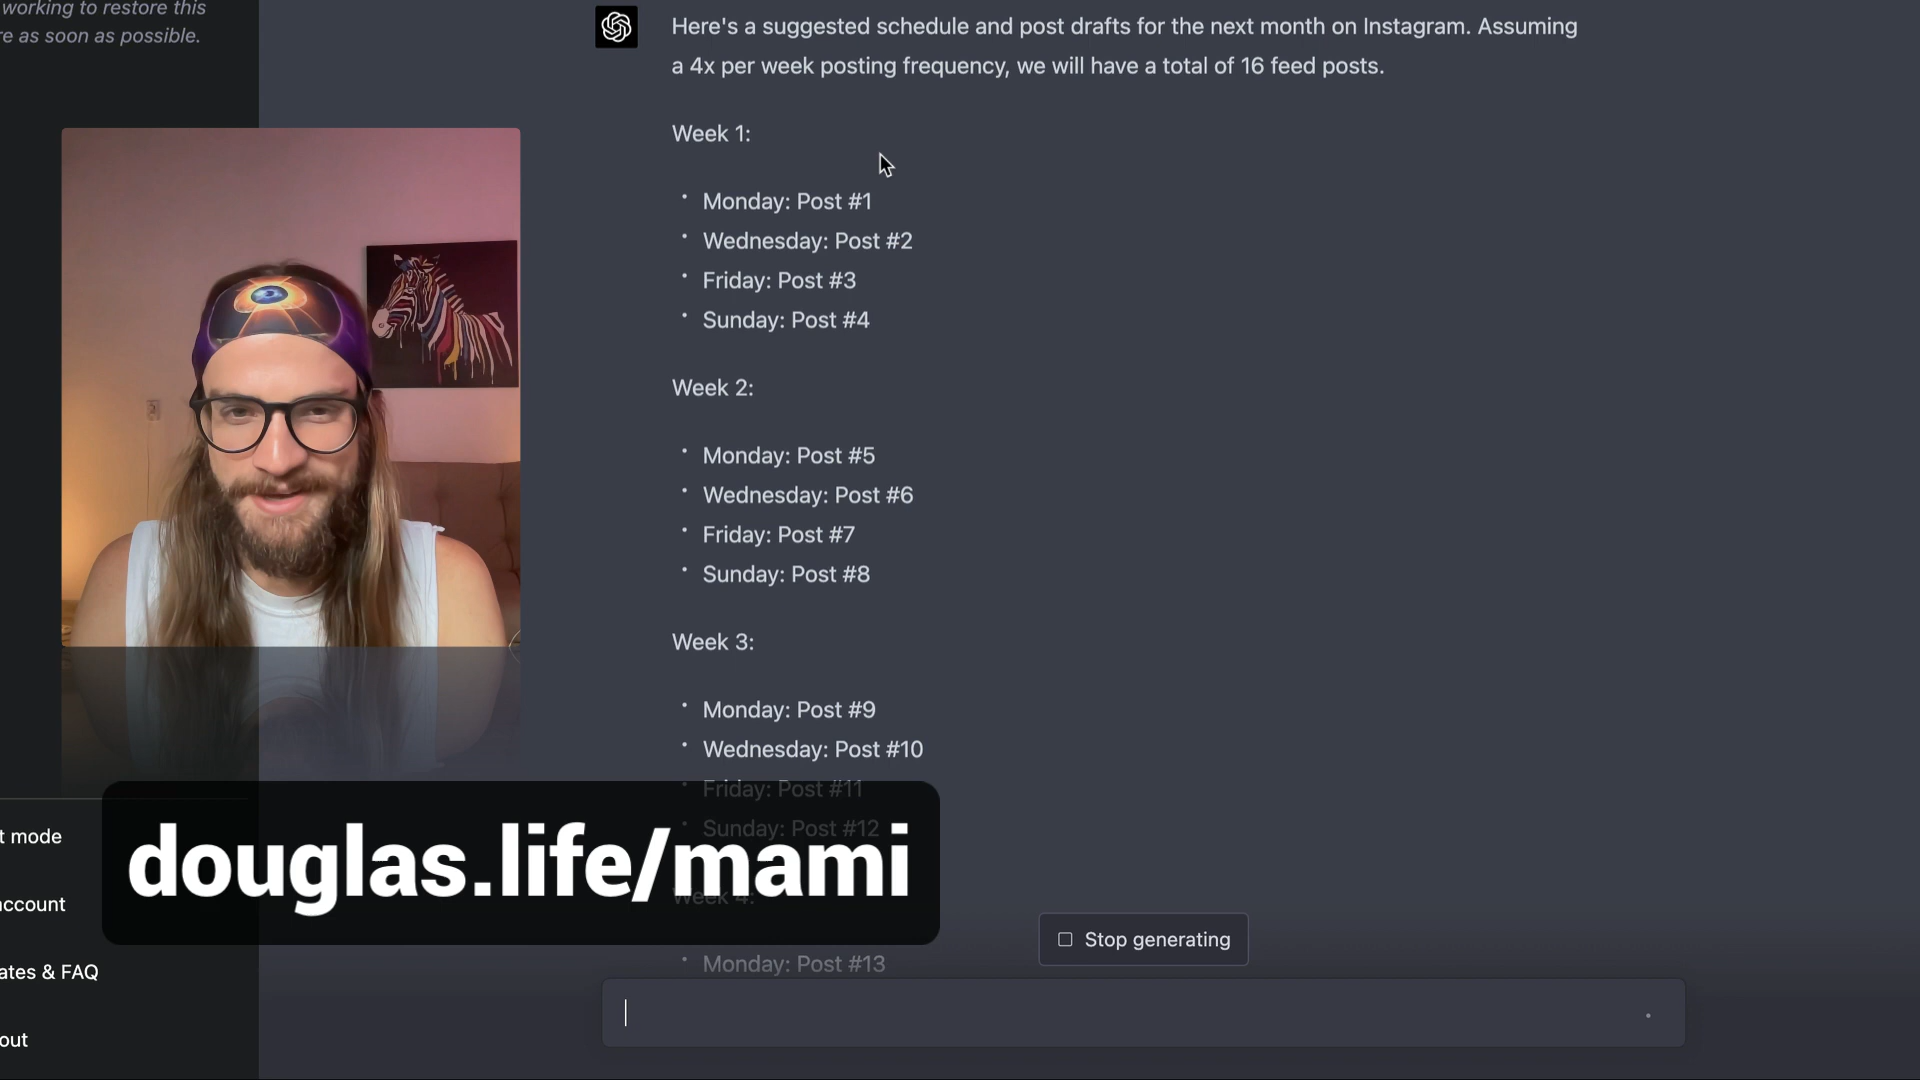 working to restore this
re as soon as possible.
Here's a suggested schedule and post drafts for the next month on Instagram. Assuming
a 4x per week posting frequency, we will have a total of 16 feed posts.
Week 1:
Monday: Post #1
Wednesday: Post #2
Friday: Post #3
Sunday: Post #4
Week 2:
Monday: Post #5
Wednesday: Post #6
Friday: Post #7
Sunday: Post #8
Week 3:
Monday: Post #9
Wednesday: Post #10
Friday: Post #11
Sunday: Post #12
Week 4:
Monday: Post #13
t mode
account
ates & FAQ
out
douglas.life/mami
Stop generating